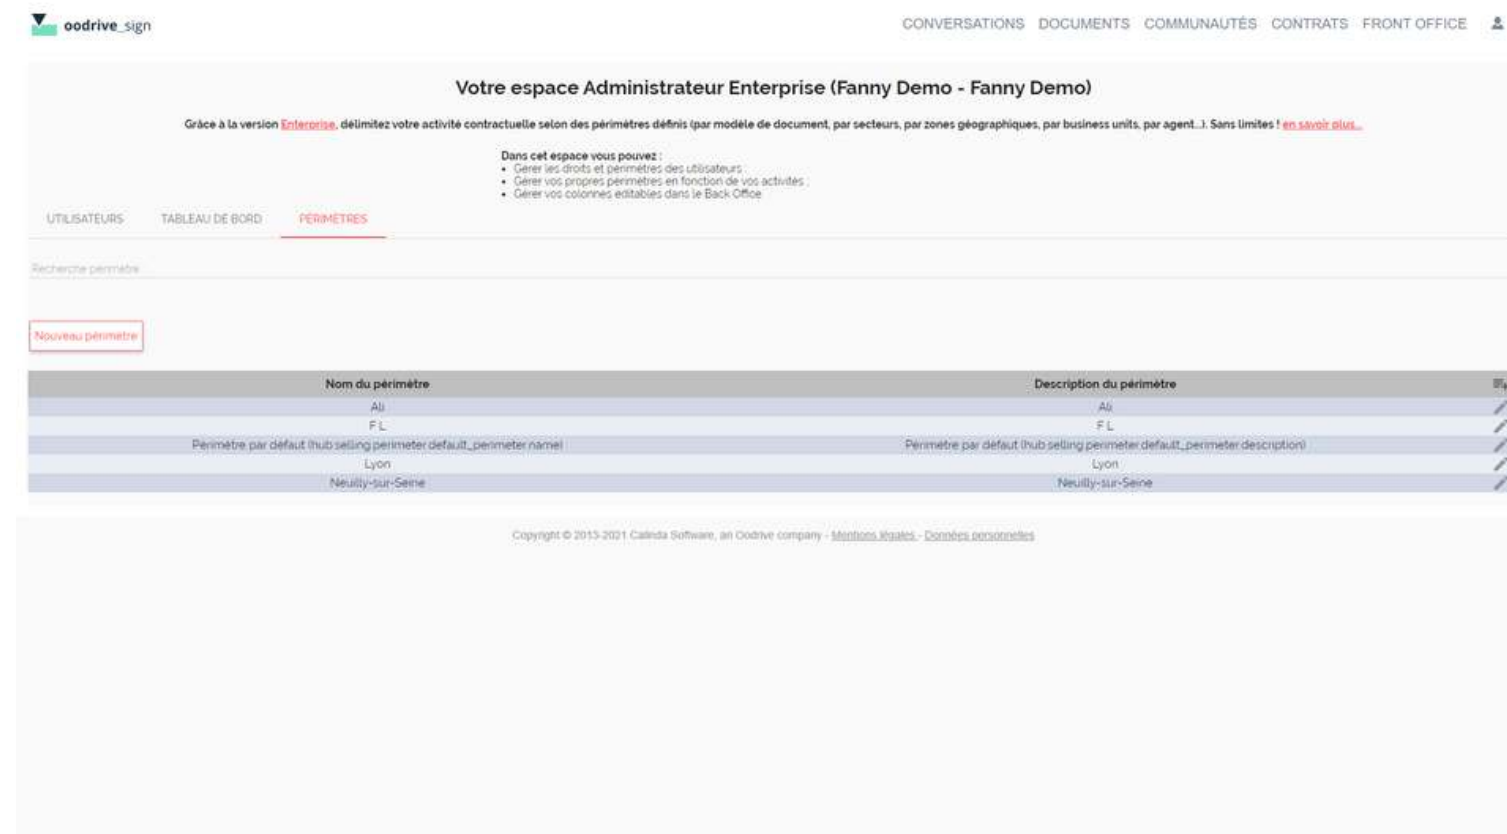 oodrive_sign
CONVERSATIONS DOCUMENTS COMMUNAUTÉS CONTRATS FRONT OFFICE
Votre espace Administrateur Enterprise (Fanny Demo - Fanny Demo)
Grâce à la version Enterprise, délimitez votre activité contractuelle selon des périmètres définis (par modèle de document, par secteurs, par zones géographiques, par business units, par agent...). Sans limites ! en savoir plus...
Dans cet espace vous pouvez :
• Gérer les droits et périmètres des utilisateurs ;
• Gérer vos propres périmètres en fonction de vos activités ;
• Gérer vos colonnes éditables dans le Back Office
UTILISATEURS TABLEAU DE BORD PÉRIMÈTRES
Recherche périmètre
Nouveau périmètre
Nom du périmètre Description du périmètre
Ali Ali
F L F L
Périmètre par défaut (hub.selling.perimeter.default_perimeter.name) Périmètre par défaut (hub.selling.perimeter.default_perimeter.description)
Lyon Lyon
Neuilly-sur-Seine Neuilly-sur-Seine
Copyright © 2013-2021 Calinda Software, an Oodrive company - Mentions légales - Données personnelles